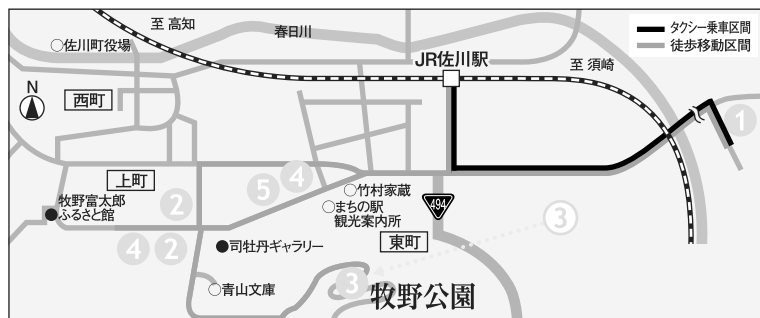 至 高知
春日川
タクシー乗車区間
徒歩移動区間
佐川町役場
JR佐川駅
至 須崎
N
西町
1
上町
2
5
4
竹村家蔵
まちの駅
観光案内所
494
3
牧野富太郎
ふるさと館
4
2
司牡丹ギャラリー
東町
青山文庫
3
牧野公園